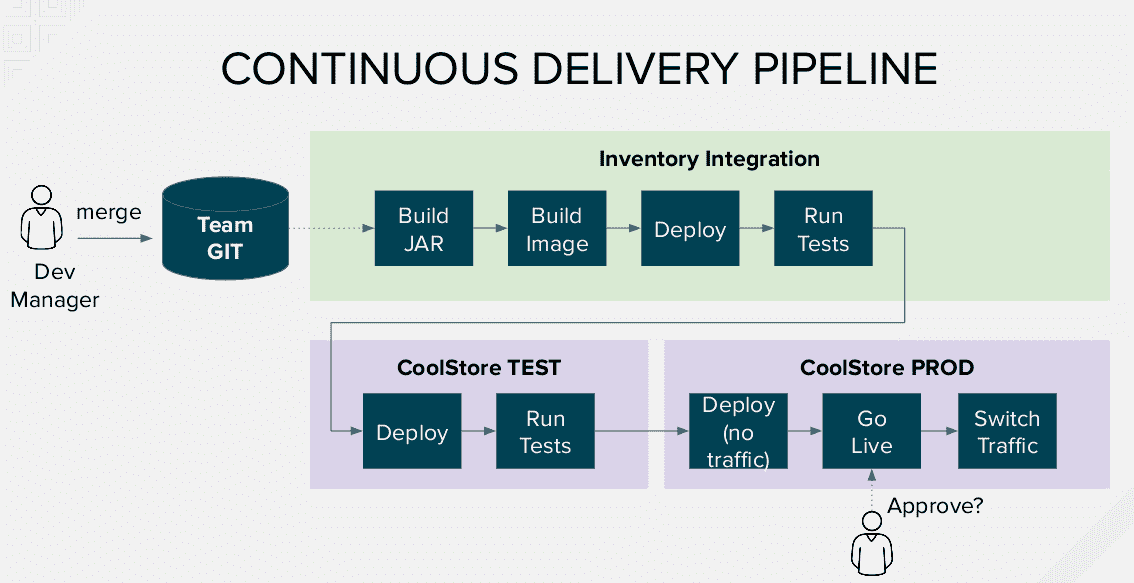 CONTINUOUS DELIVERY PIPELINE
Inventory Integration
merge
Team
GIT
Dev
Manager
Build
JAR
Build
Image
Deploy
Run
Tests
CoolStore TEST
Deploy
Run
Tests
CoolStore PROD
Deploy
(no
traffic)
Go
Live
Switch
Traffic
Approve?